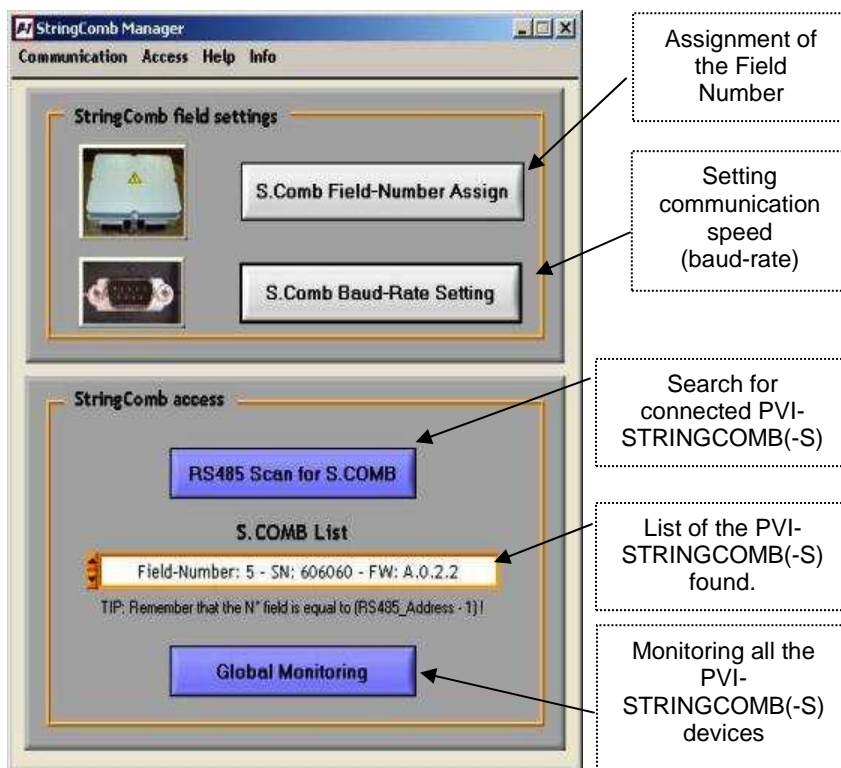 StringComb Manager
Communication Access Help Info
StringComb field settings
S.Comb Field-Number Assign
S.Comb Baud-Rate Setting
StringComb access
RS485 Scan for S.COMB
S.COMB List
Field-Number: 5 - SN: 606060 - FW: A.0.2.2
TIP: Remember that the N° field is equal to (RS485_Address - 1) !
Global Monitoring
Assignment of
the Field
Number
Setting
communication
speed
(baud-rate)
Search for
connected PVI-
STRINGCOMB(-S)
List of the PVI-
STRINGCOMB(-S)
found.
Monitoring all the
PVI-
STRINGCOMB(-S)
devices